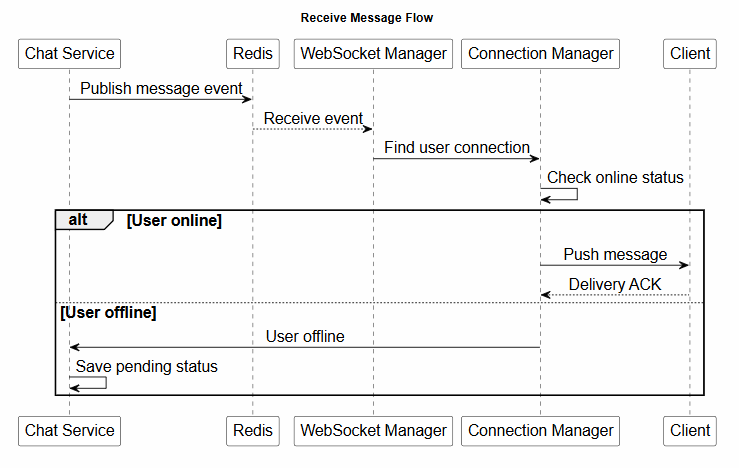 Receive Message Flow
Chat Service Redis WebSocket Manager Connection Manager Client
Publish message event
Receive event
Find user connection
Check online status
alt [User online]
Push message
Delivery ACK
[User offline]
User offline
Save pending status
Chat Service Redis WebSocket Manager Connection Manager Client